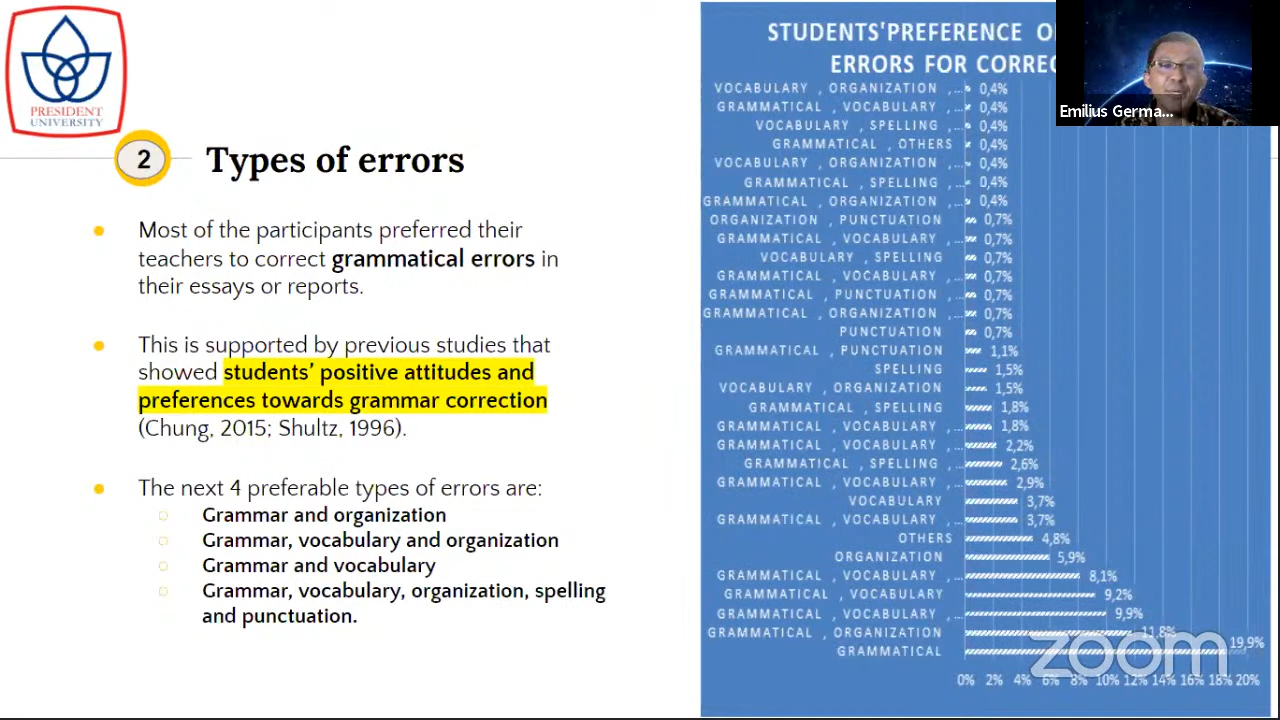 PRESIDENT
UNIVERSITY
2
Types of errors
Most of the participants preferred their
teachers to correct grammatical errors in
their essays or reports.
This is supported by previous studies that
showed students’ positive attitudes and
preferences towards grammar correction
(Chung, 2015; Shultz, 1996).
The next 4 preferable types of errors are:
Grammar and organization
Grammar, vocabulary and organization
Grammar and vocabulary
Grammar, vocabulary, organization, spelling
and punctuation.
STUDENTS'PREFERENCE O
ERRORS FOR CORREC
VOCABULARY , ORGANIZATION ,... 0,4%
GRAMMATICAL , VOCABULARY ,... 0,4%
VOCABULARY , SPELLING ,... 0,4%
GRAMMATICAL , OTHERS 0,4%
VOCABULARY , ORGANIZATION ,... 0,4%
GRAMMATICAL , SPELLING ,... 0,4%
GRAMMATICAL , ORGANIZATION ,... 0,4%
ORGANIZATION , PUNCTUATION ,... 0,7%
GRAMMATICAL , VOCABULARY ,... 0,7%
VOCABULARY , SPELLING ,... 0,7%
GRAMMATICAL , VOCABULARY ,... 0,7%
GRAMMATICAL , PUNCTUATION ,... 0,7%
GRAMMATICAL , ORGANIZATION ,... 0,7%
PUNCTUATION 0,7%
GRAMMATICAL , PUNCTUATION 1,1%
SPELLING 1,5%
VOCABULARY , ORGANIZATION 1,5%
GRAMMATICAL , SPELLING 1,8%
GRAMMATICAL , VOCABULARY ,... 1,8%
GRAMMATICAL , VOCABULARY ,... 2,2%
GRAMMATICAL , SPELLING ,... 2,6%
GRAMMATICAL , VOCABULARY ,... 2,9%
VOCABULARY 3,7%
GRAMMATICAL , VOCABULARY ,... 3,7%
OTHERS 4,8%
ORGANIZATION 5,9%
GRAMMATICAL , VOCABULARY ,... 8,1%
GRAMMATICAL , VOCABULARY 9,2%
GRAMMATICAL , VOCABULARY ,... 9,9%
GRAMMATICAL , ORGANIZATION 11,8%
GRAMMATICAL 19,9%
0% 2% 4% 6% 8% 10% 12% 14% 16% 18% 20%
Emilius Germa...
zoom